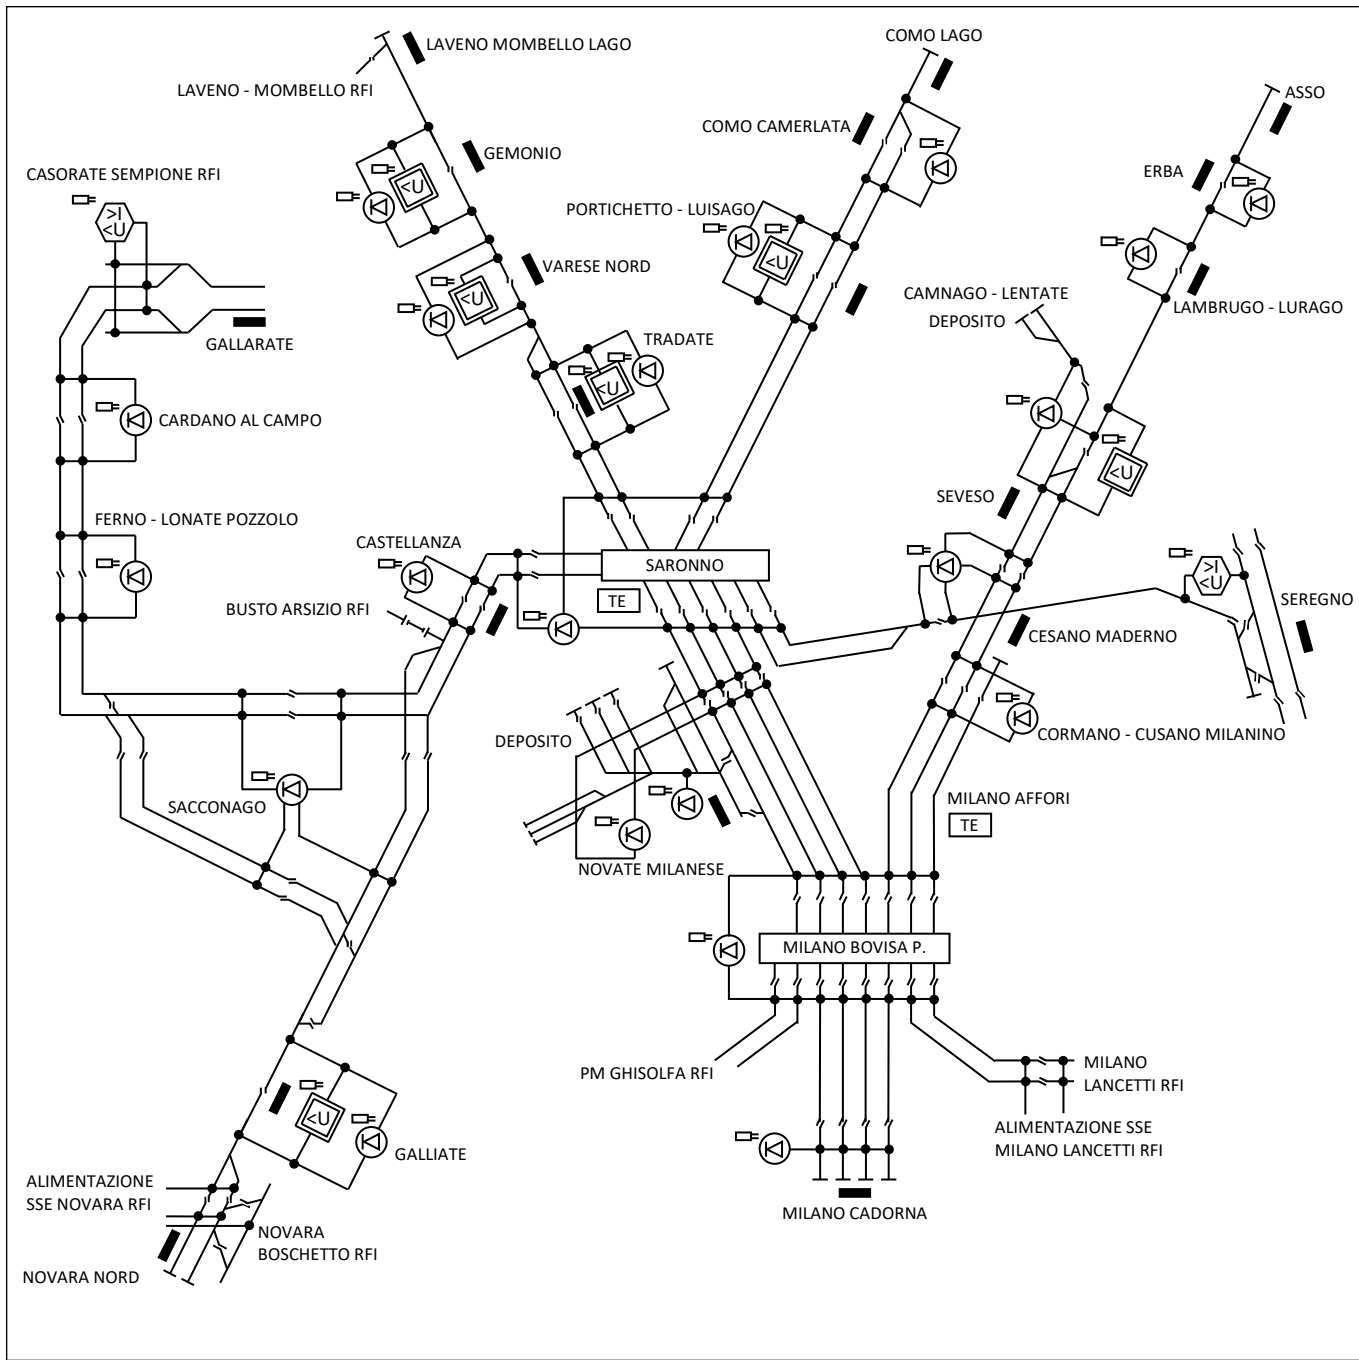 COMO LAGO
LAVENO MOMBELLO LAGO
LAVENO - MOMBELLO RFI
ASSO
COMO CAMERLATA
GEMONIO
ERBA
CASORATE SEMPIONE RFI
<U
>I
<U
PORTICHETTO - LUISAGO
<U
VARESE NORD
<U
CAMNAGO - LENTATE
DEPOSITO
LAMBRUGO - LURAGO
TRADATE
<U
GALLARATE
CARDANO AL CAMPO
<U
SEVESO
FERNO - LONATE POZZOLO
CASTELLANZA
SARONNO
>I
<U
TE
SEREGNO
BUSTO ARSIZIO RFI
CESANO MADERNO
DEPOSITO
CORMANO - CUSANO MILANINO
SACCONAGO
MILANO AFFORI
TE
NOVATE MILANESE
MILANO BOVISA P.
PM GHISOLFA RFI
MILANO
LANCETTI RFI
<U
ALIMENTAZIONE SSE
MILANO LANCETTI RFI
GALLIATE
ALIMENTAZIONE
SSE NOVARA RFI
MILANO CADORNA
NOVARA
BOSCHETTO RFI
NOVARA NORD